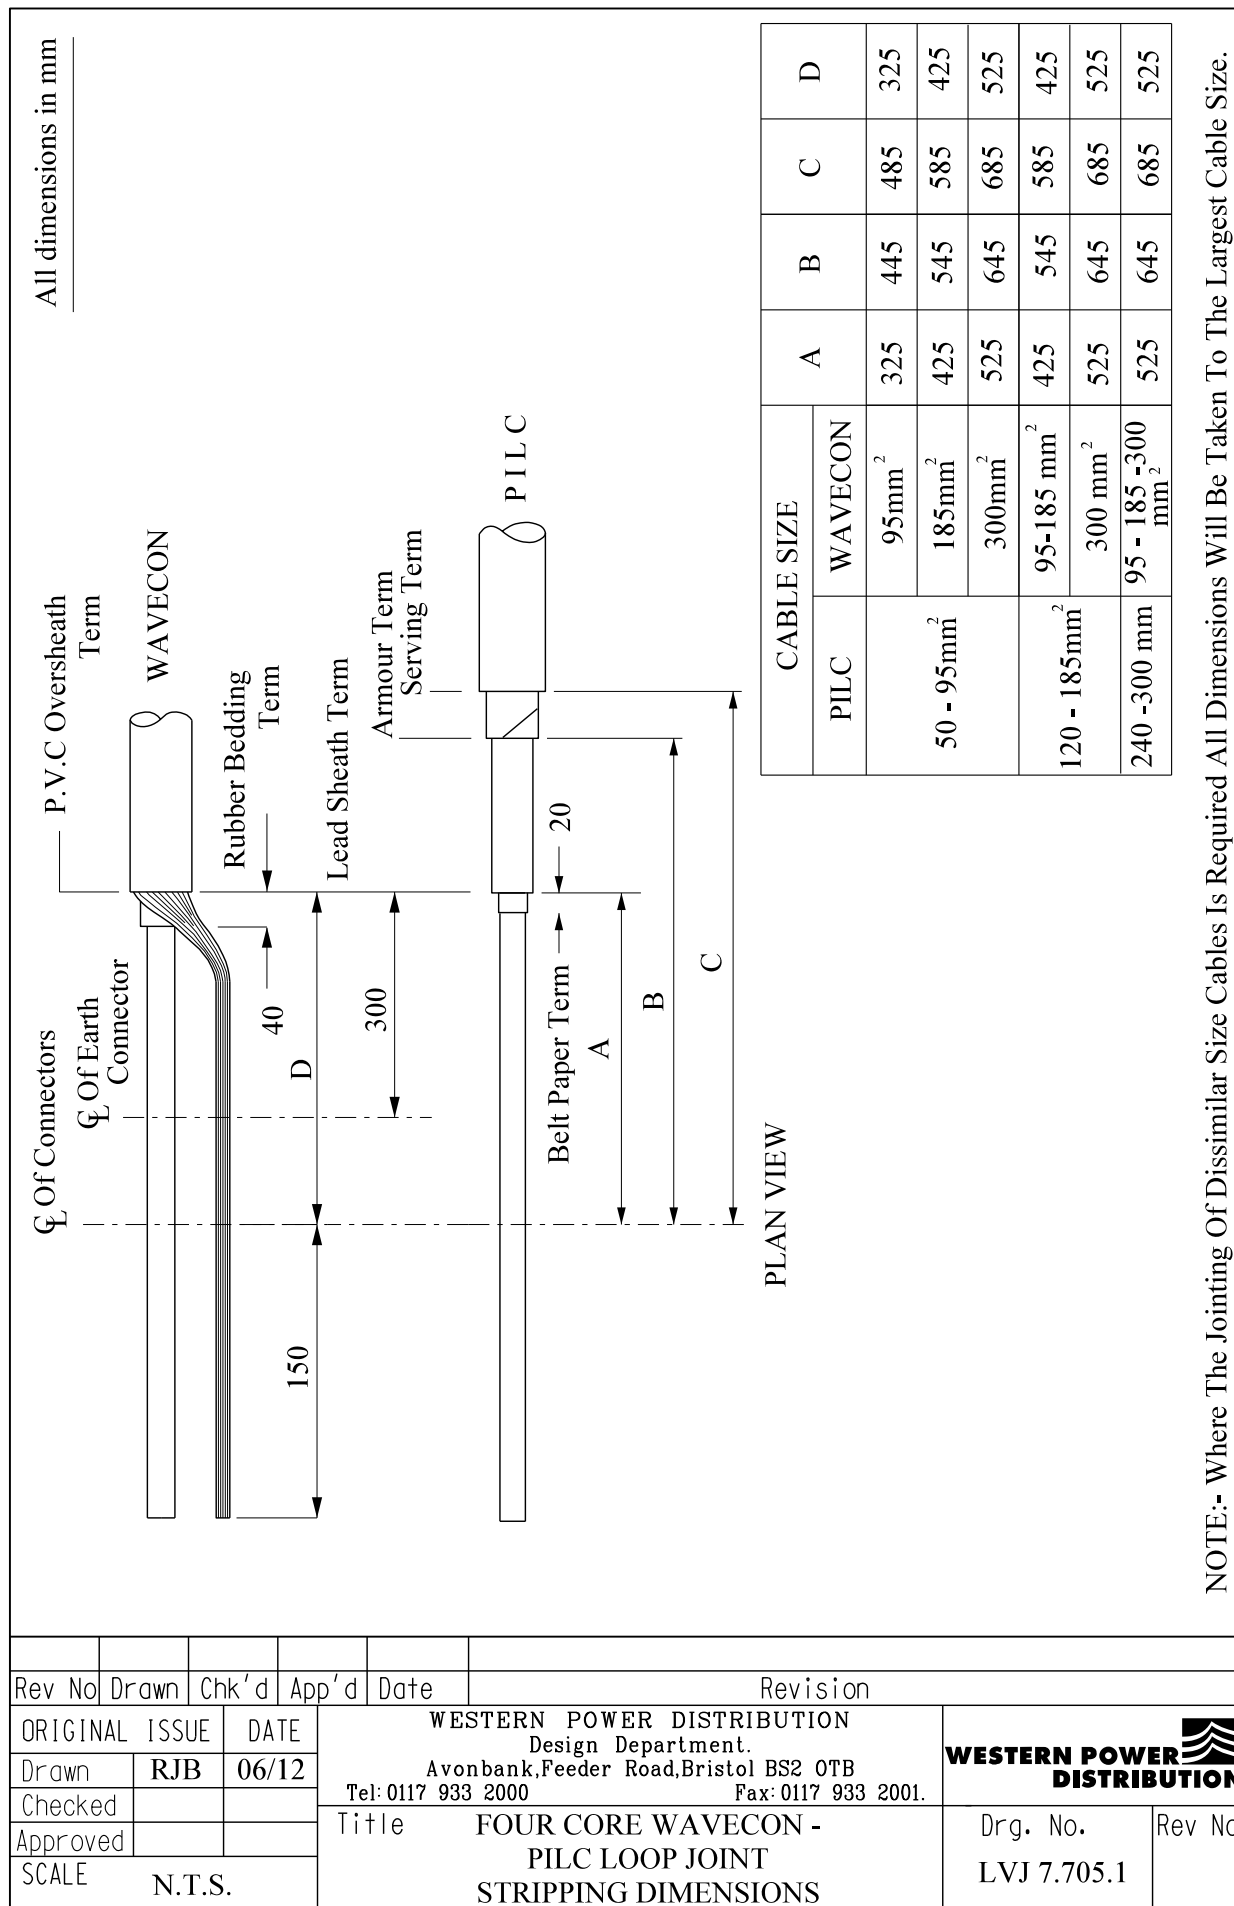 All dimensions in mm
P.V.C Oversheath
Term
WAVECON
Rubber Bedding
Term
Lead Sheath Term
Armour Term
Serving Term
P I L C
℄ Of Connectors
℄ Of Earth
Connector
40
D
300
150
20
Belt Paper Term
A
B
C
PLAN VIEW
CABLE SIZE A B C D
PILC WAVECON
50 - 95mm² 95mm² 325 445 485 325
185mm² 425 545 585 425
300mm² 525 645 685 525
120 - 185mm² 95-185 mm² 425 545 585 425
300 mm² 525 645 685 525
240 -300 mm 95 - 185 -300 mm² 525 645 685 525
NOTE:- Where The Jointing Of Dissimilar Size Cables Is Required All Dimensions Will Be Taken To The Largest Cable Size.
Rev No Drawn Chk'd App'd Date Revision
ORIGINAL ISSUE DATE
Drawn RJB 06/12
Checked
Approved
SCALE N.T.S.
WESTERN POWER DISTRIBUTION
Design Department.
Avonbank,Feeder Road,Bristol BS2 0TB
Tel: 0117 933 2000 Fax: 0117 933 2001.
Title FOUR CORE WAVECON -
PILC LOOP JOINT
STRIPPING DIMENSIONS
WESTERN POWER
DISTRIBUTION
Drg. No.
LVJ 7.705.1
Rev No